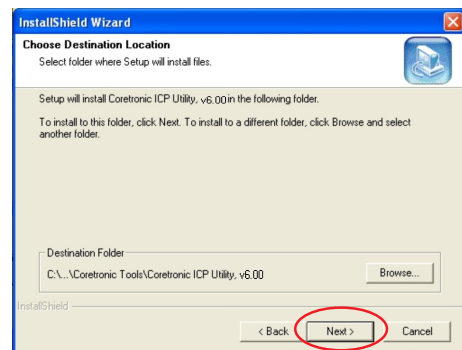 InstallShield Wizard
Choose Destination Location
Select folder where Setup will install files.
Setup will install Coretronic ICP Utility, v6.00 in the following folder.
To install to this folder, click Next. To install to a different folder, click Browse and select
another folder.
Destination Folder
C:\...\Coretronic Tools\Coretronic ICP Utility, v6.00
Browse...
InstallShield
< Back
Next >
Cancel